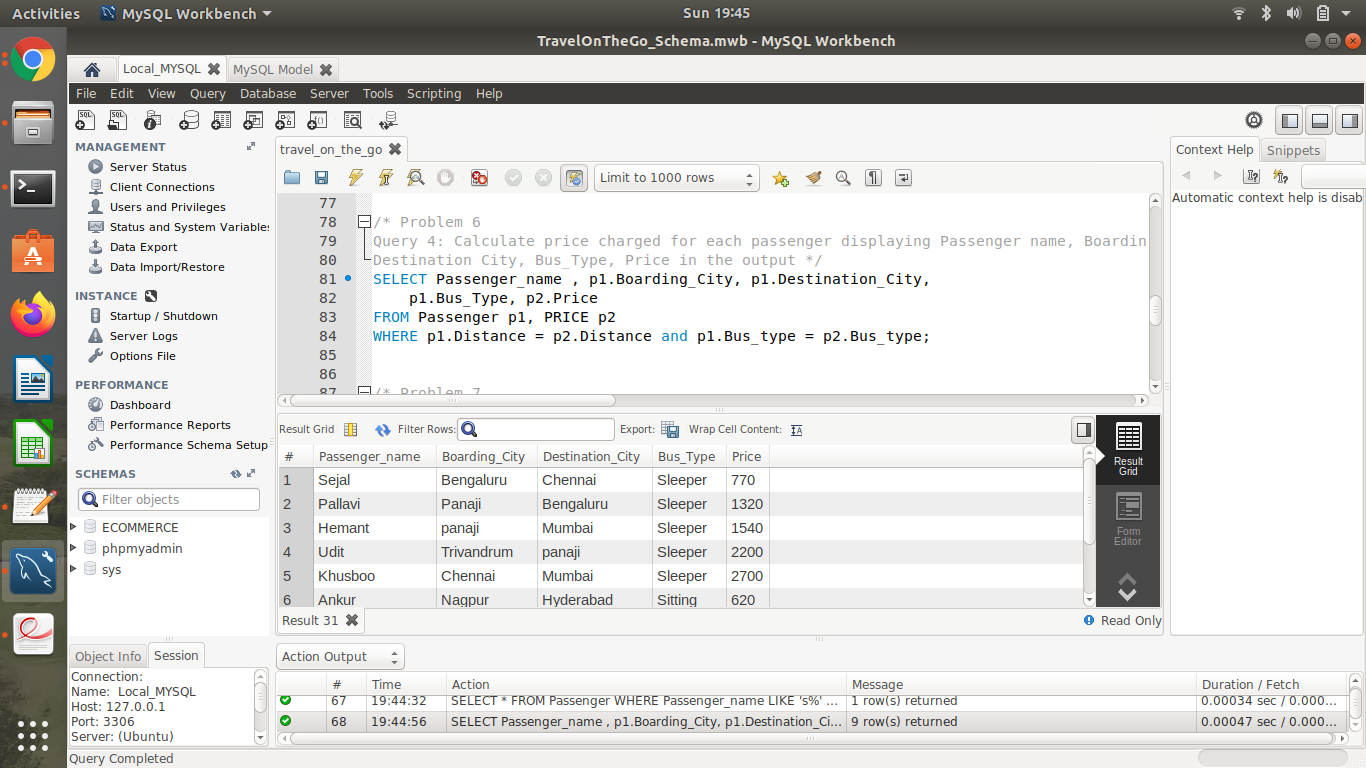 Activities MySQL Workbench Sun 19:45
TravelOnTheGo_Schema.mwb - MySQL Workbench
Local_MYSQL MySQL Model
File Edit View Query Database Server Tools Scripting Help
MANAGEMENT
Server Status
Client Connections
Users and Privileges
Status and System Variables
Data Export
Data Import/Restore
INSTANCE
Startup / Shutdown
Server Logs
Options File
PERFORMANCE
Dashboard
Performance Reports
Performance Schema Setup
SCHEMAS
Filter objects
ECOMMERCE
phpmyadmin
sys
Object Info Session
Connection:
Name: Local_MYSQL
Host: 127.0.0.1
Port: 3306
Server: (Ubuntu)
travel_on_the_go
Limit to 1000 rows
77
78 /* Problem 6
79 Query 4: Calculate price charged for each passenger displaying Passenger name, Boardin
80 Destination City, Bus_Type, Price in the output */
81 SELECT Passenger_name , p1.Boarding_City, p1.Destination_City,
82 p1.Bus_Type, p2.Price
83 FROM Passenger p1, PRICE p2
84 WHERE p1.Distance = p2.Distance and p1.Bus_type = p2.Bus_type;
85
86
87 /* Problem 7
Result Grid Filter Rows: Export: Wrap Cell Content:
# Passenger_name Boarding_City Destination_City Bus_Type Price
1 Sejal Bengaluru Chennai Sleeper 770
2 Pallavi Panaji Bengaluru Sleeper 1320
3 Hemant panaji Mumbai Sleeper 1540
4 Udit Trivandrum panaji Sleeper 2200
5 Khusboo Chennai Mumbai Sleeper 2700
6 Ankur Nagpur Hyderabad Sitting 620
Result Grid
Form Editor
Result 31 Read Only
Action Output
# Time Action Message Duration / Fetch
67 19:44:32 SELECT * FROM Passenger WHERE Passenger_name LIKE 's%' ... 1 row(s) returned 0.00034 sec / 0.000...
68 19:44:56 SELECT Passenger_name , p1.Boarding_City, p1.Destination_Ci... 9 row(s) returned 0.00047 sec / 0.000...
Context Help Snippets
Automatic context help is disab
Query Completed